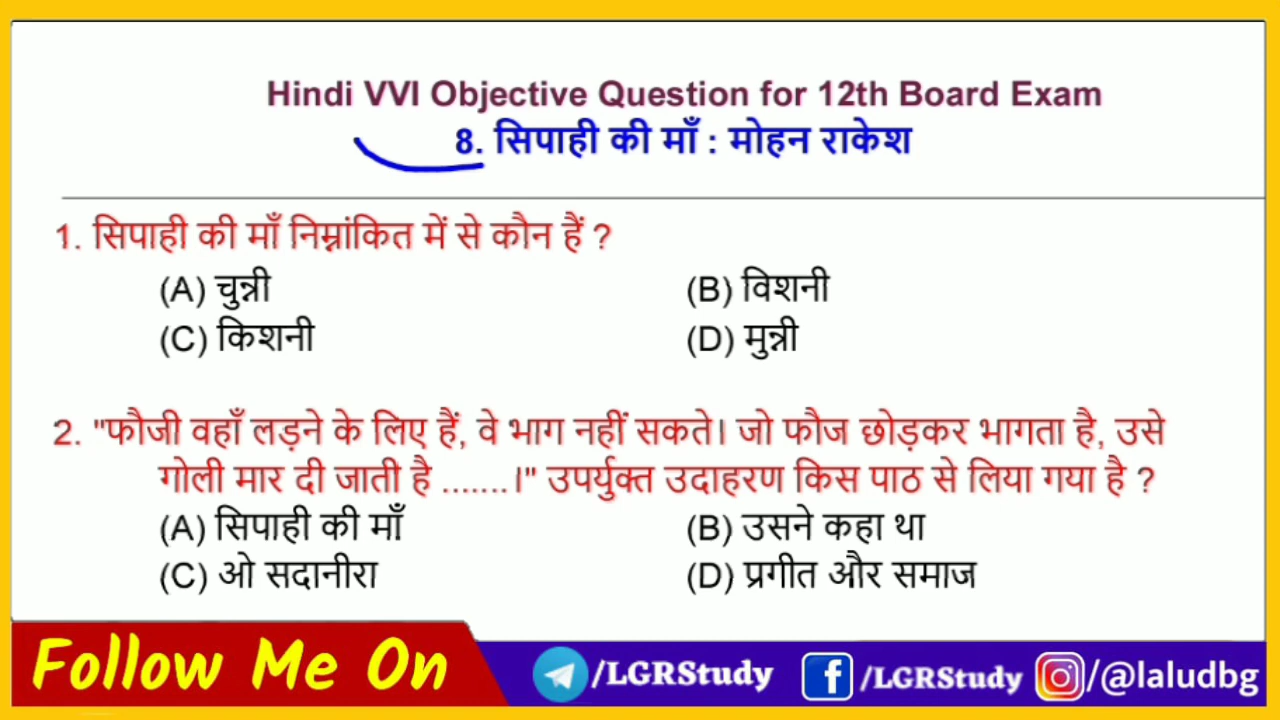 Hindi VVI Objective Question for 12th Board Exam
8. सिपाही की माँ : मोहन राकेश
1. सिपाही की माँ निम्नांकित में से कौन हैं ?
(A) चुन्नी (B) विशनी
(C) किशनी (D) मुन्नी
2. "फौजी वहाँ लड़ने के लिए हैं, वे भाग नहीं सकते। जो फौज छोड़कर भागता है, उसे
गोली मार दी जाती है .......।" उपर्युक्त उदाहरण किस पाठ से लिया गया है ?
(A) सिपाही की माँ (B) उसने कहा था
(C) ओ सदानीरा (D) प्रगीत और समाज
Follow Me On /LGRStudy /LGRStudy /@laludbg